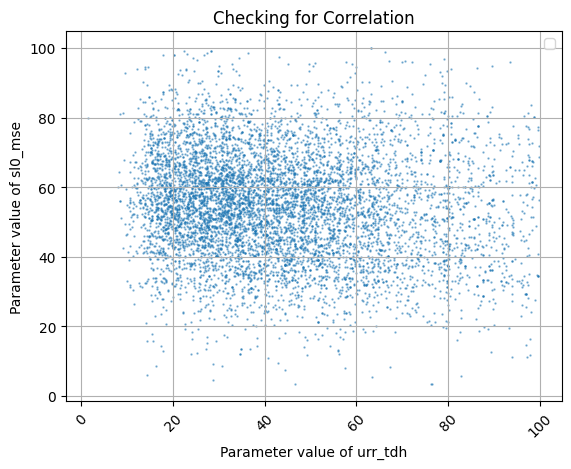 Checking for Correlation
Parameter value of sl0_mse
100
80
60
40
20
0
0 20 40 60 80 100
Parameter value of urr_tdh